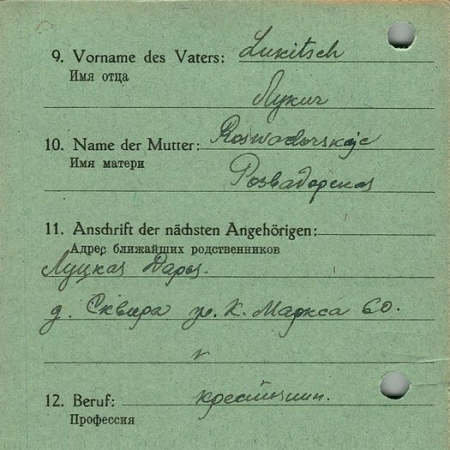 9. Vorname des Vaters: Lukitsch
Имя отца
Лукич
10. Name der Mutter: Roswadorskaje
Имя матери
Розвадорская
11. Anschrift der nächsten Angehörigen:
Адрес ближайших родственников
Луцкая Дарья.
д. Сквира ул. К. Маркса 60.
12. Beruf: крестьянин.
Профессия